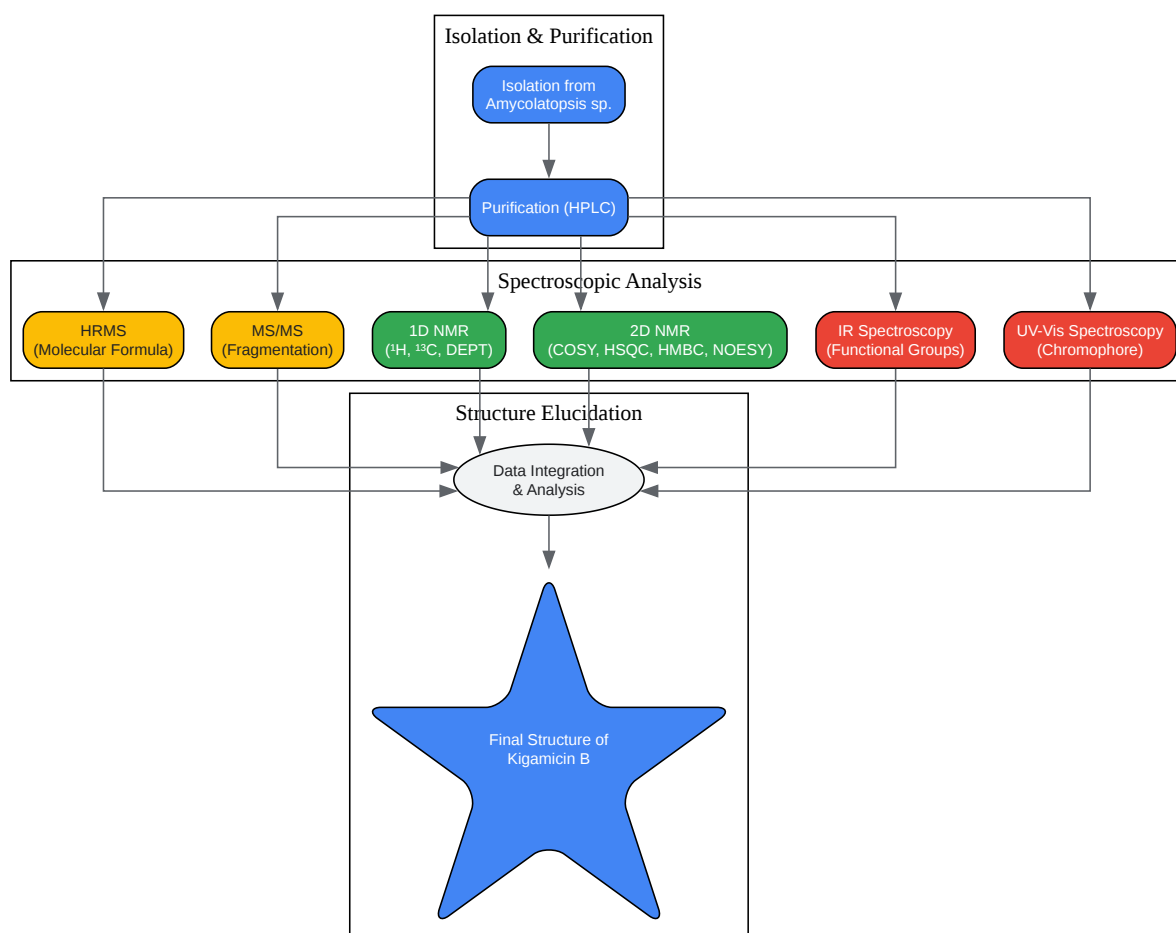 Isolation & Purification
Isolation from
Amycolatopsis sp.
Purification (HPLC)
Spectroscopic Analysis
HRMS
(Molecular Formula)
MS/MS
(Fragmentation)
1D NMR
(¹H, ¹³C, DEPT)
2D NMR
(COSY, HSQC, HMBC, NOESY)
IR Spectroscopy
(Functional Groups)
UV-Vis Spectroscopy
(Chromophore)
Structure Elucidation
Data Integration
& Analysis
Final Structure of
Kigamicin B